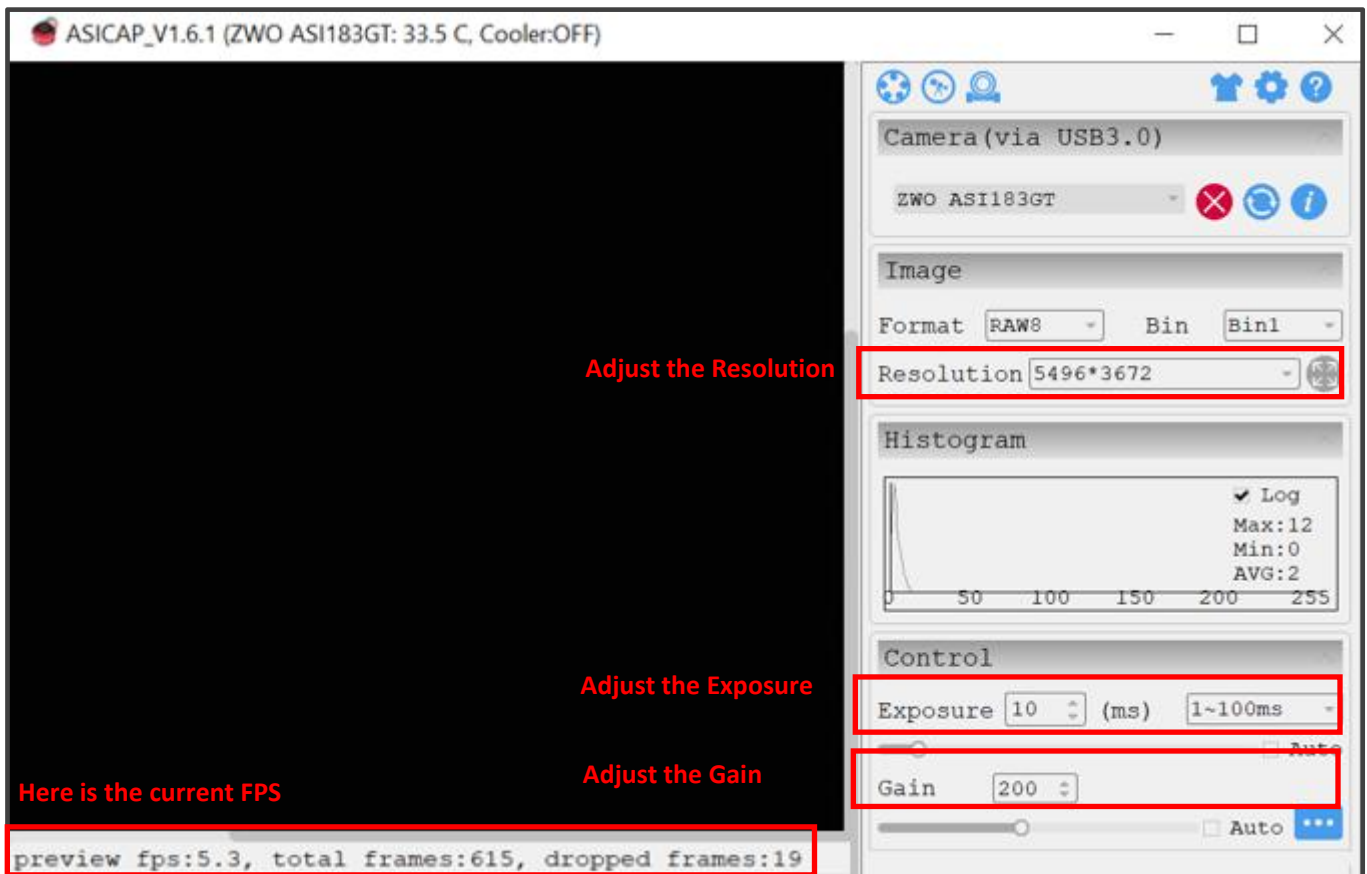 ASICAP_V1.6.1 (ZWO ASI183GT: 33.5 C, Cooler:OFF)
Camera(via USB3.0)
ZWO ASI183GT
Image
Format RAW8 Bin Bin1
Adjust the Resolution
Resolution 5496*3672
Histogram
Log
Max:12
Min:0
AVG:2
0 50 100 150 200 255
Control
Adjust the Exposure
Exposure 10 (ms) 1~100ms
Auto
Adjust the Gain
Gain 200
Auto
Here is the current FPS
preview fps:5.3, total frames:615, dropped frames:19